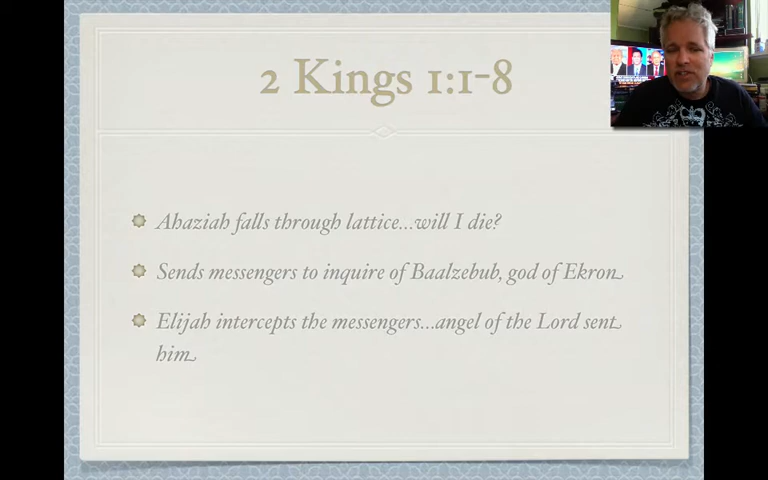 2 Kings 1:1-8
Ahaziah falls through lattice...will I die?
Sends messengers to inquire of Baalzebub, god of Ekron
Elijah intercepts the messengers...angel of the Lord sent
him